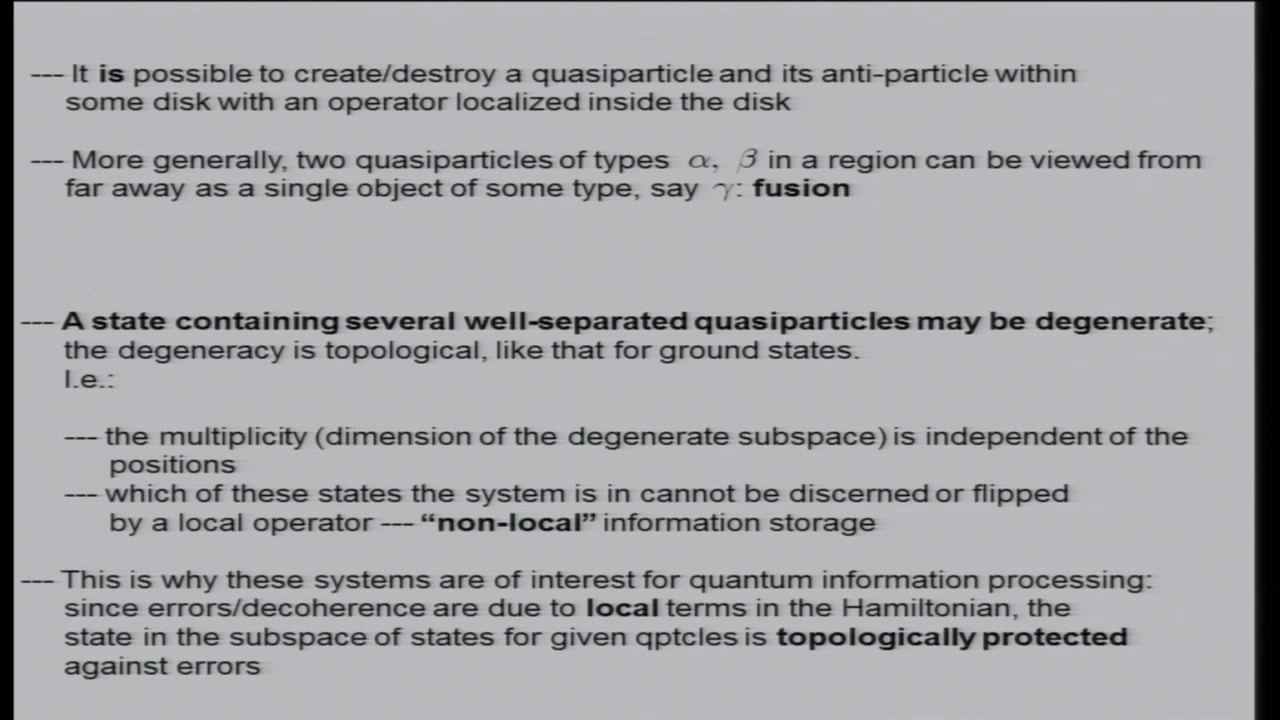 --- It is possible to create/destroy a quasiparticle and its anti-particle within
some disk with an operator localized inside the disk
--- More generally, two quasiparticles of types α, β in a region can be viewed from
far away as a single object of some type, say γ: fusion
--- A state containing several well-separated quasiparticles may be degenerate;
the degeneracy is topological, like that for ground states.
I.e.:
--- the multiplicity (dimension of the degenerate subspace) is independent of the
positions
--- which of these states the system is in cannot be discerned or flipped
by a local operator --- “non-local” information storage
--- This is why these systems are of interest for quantum information processing:
since errors/decoherence are due to local terms in the Hamiltonian, the
state in the subspace of states for given qptcles is topologically protected
against errors